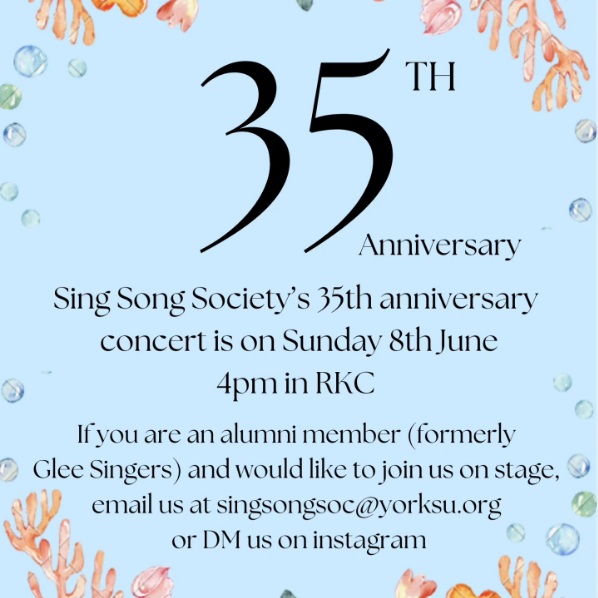 35 TH
Anniversary
Sing Song Society's 35th anniversary
concert is on Sunday 8th June
4pm in RKC
If you are an alumni member (formerly
Glee Singers) and would like to join us on stage,
email us at singsongsoc@yorksu.org
or DM us on instagram